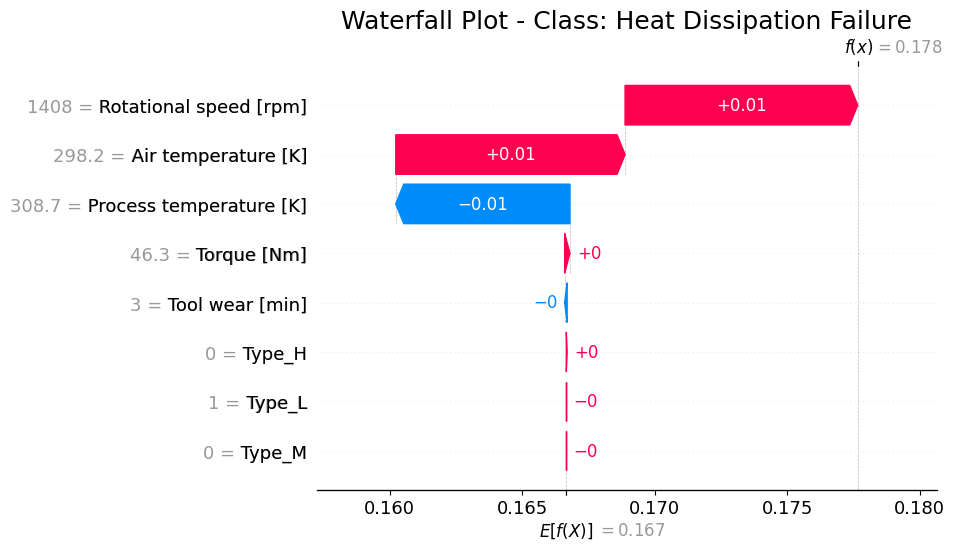 Waterfall Plot - Class: Heat Dissipation Failure
f(x) = 0.178
1408 = Rotational speed [rpm]
+0.01
298.2 = Air temperature [K]
+0.01
308.7 = Process temperature [K]
−0.01
46.3 = Torque [Nm]
+0
3 = Tool wear [min]
−0
0 = Type_H
+0
1 = Type_L
−0
0 = Type_M
−0
0.160 0.165 0.170 0.175 0.180
E[f(X)] = 0.167